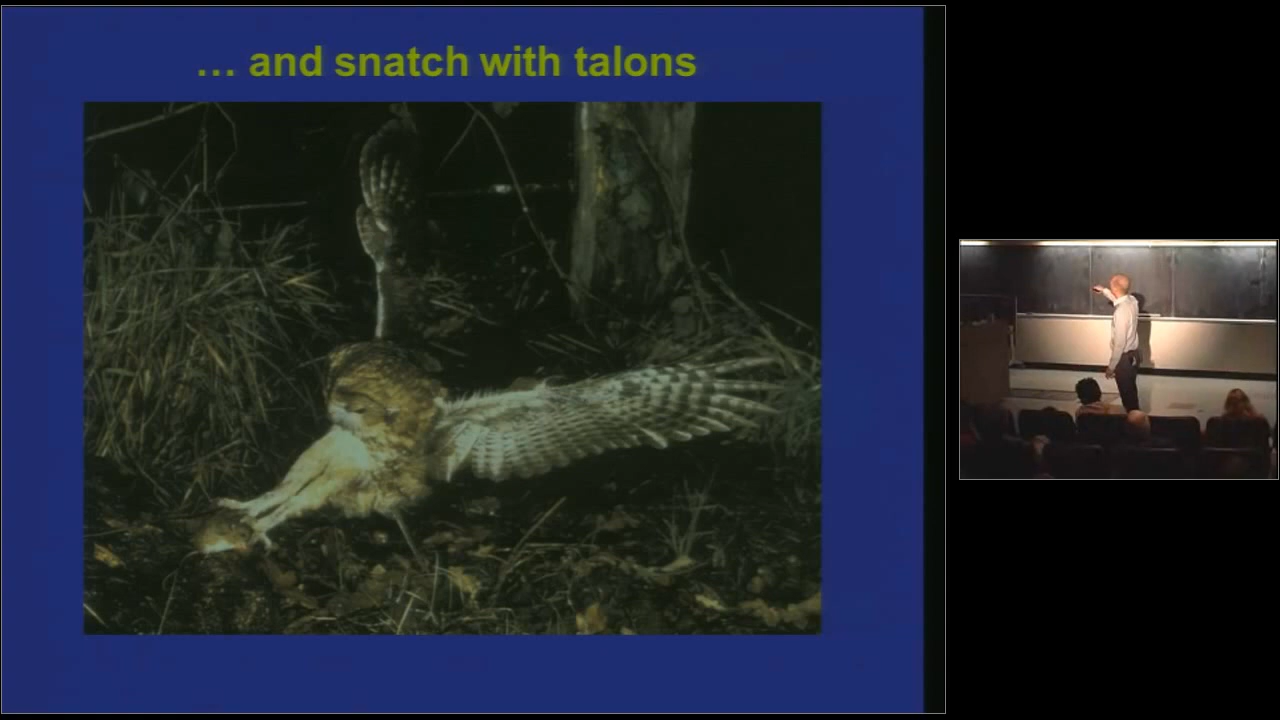 … and snatch with talons